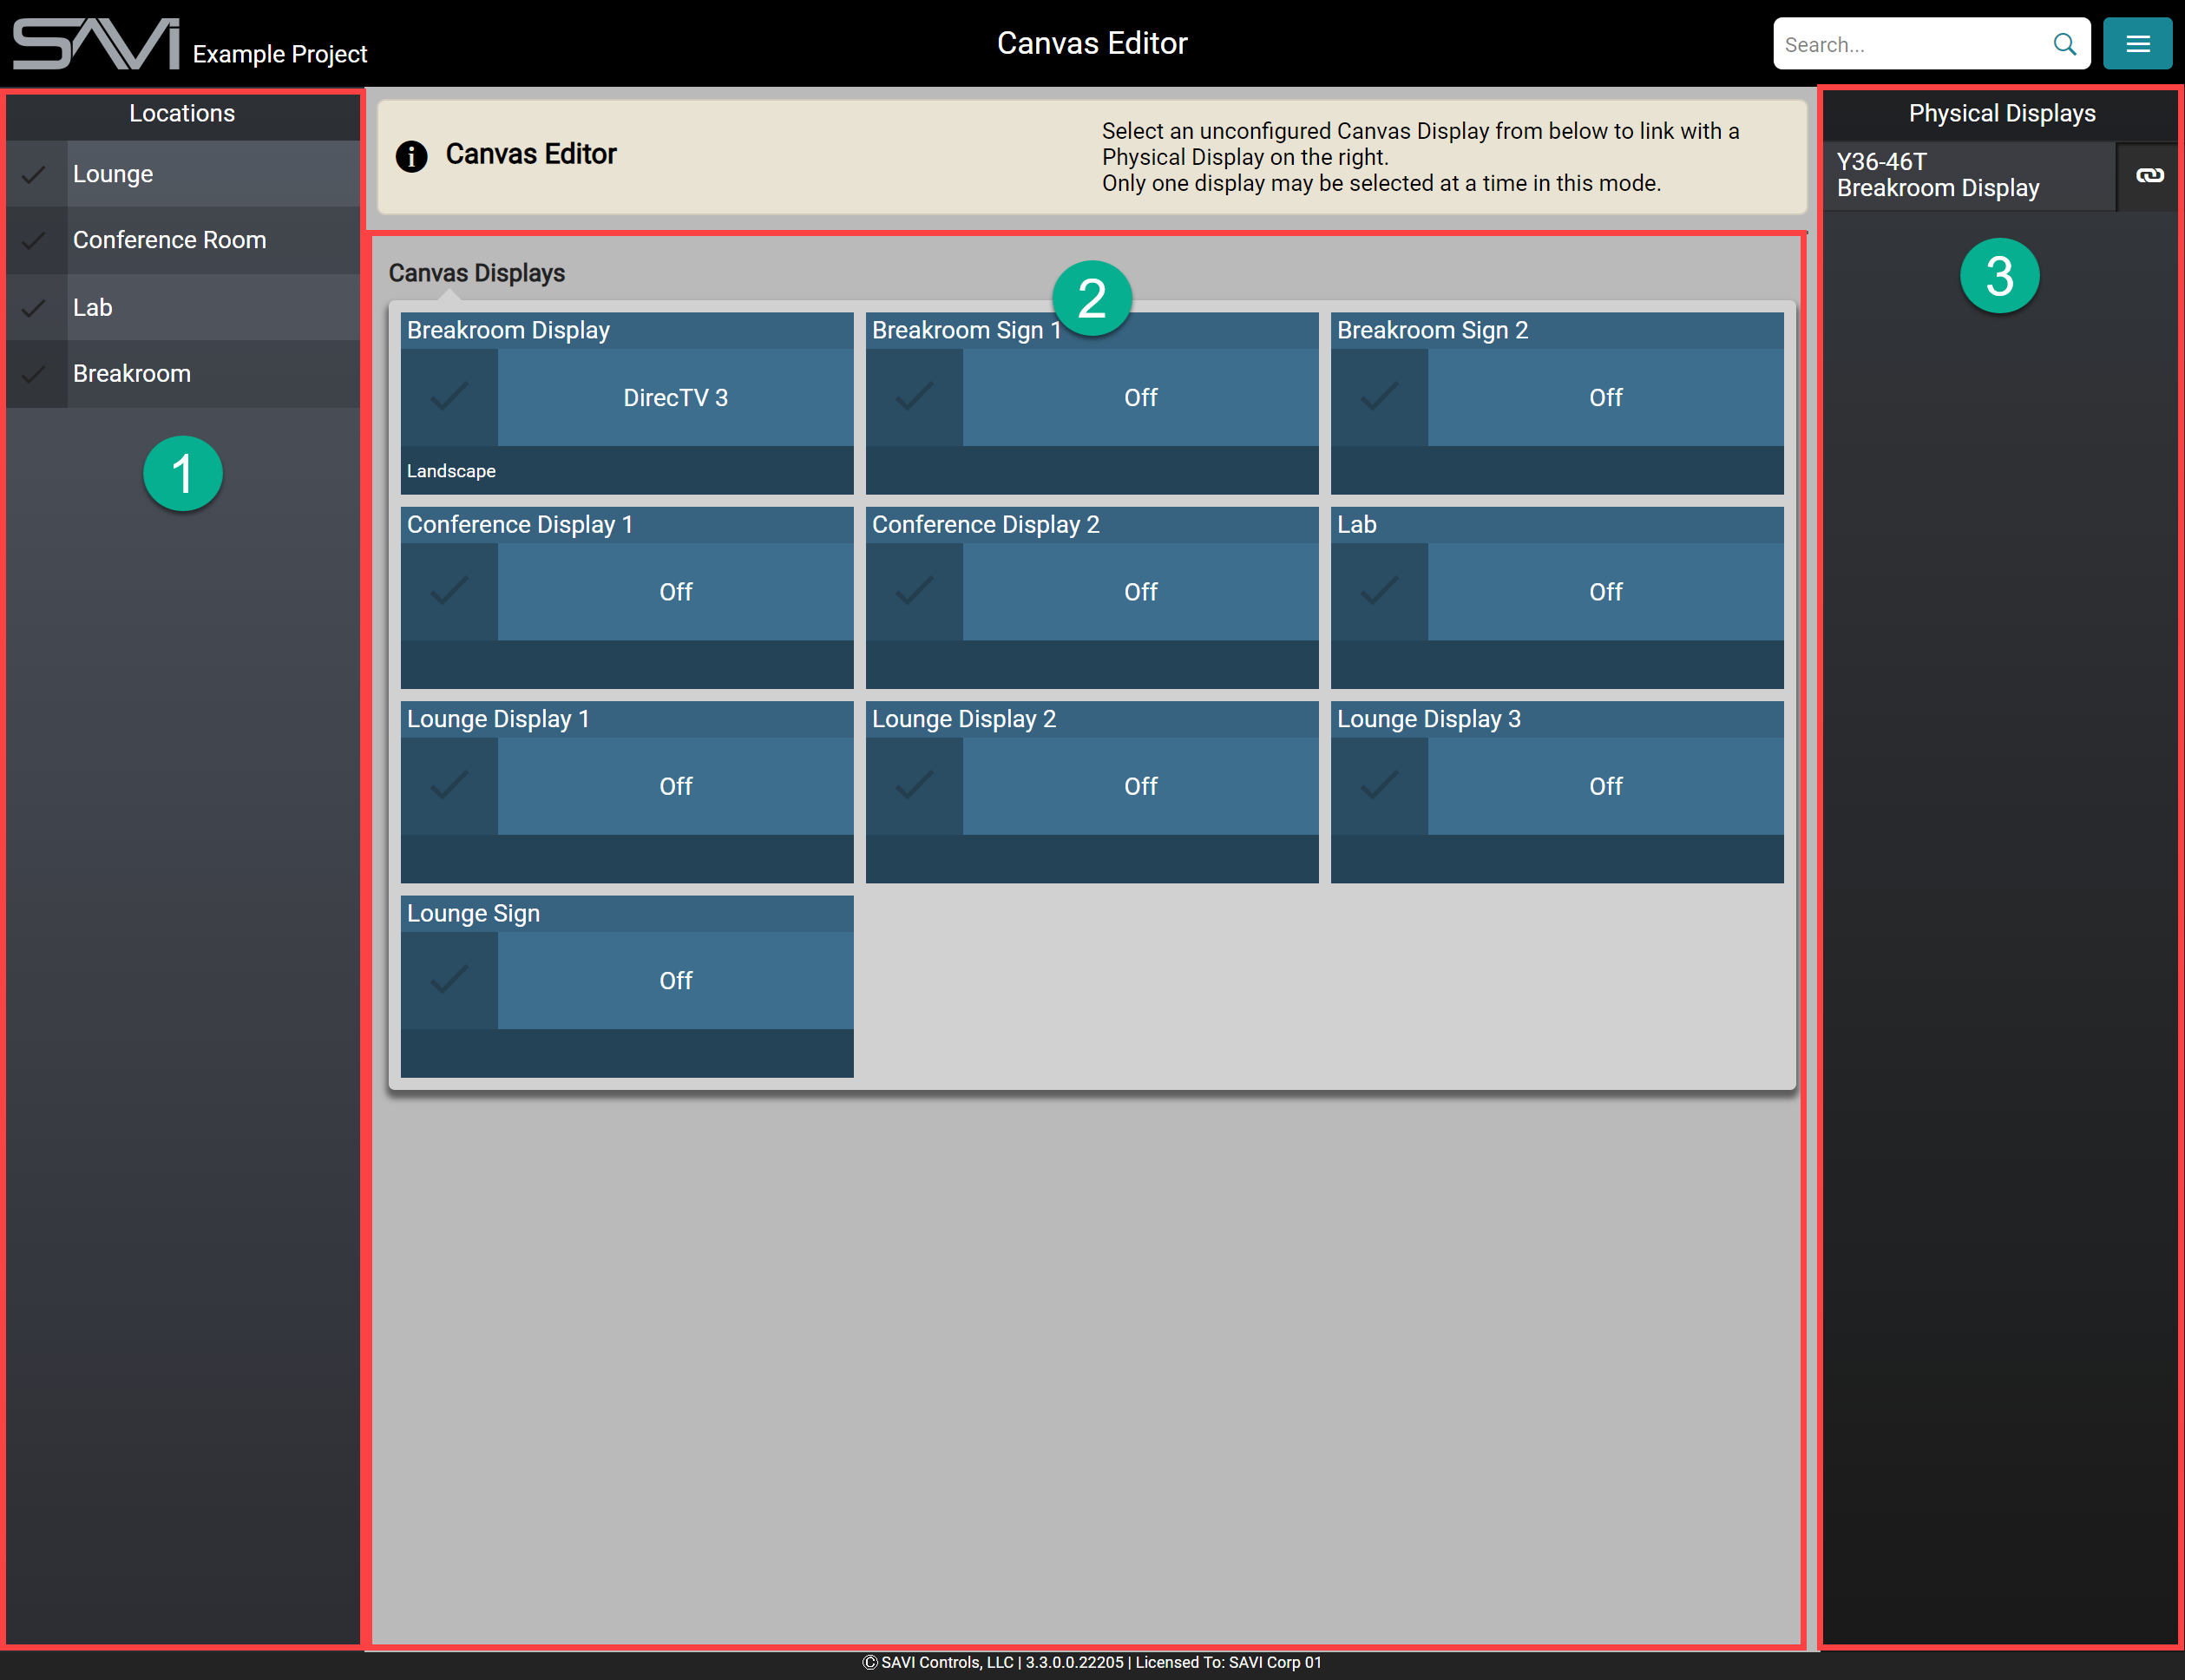 SAVI Example Project
Canvas Editor
Search...
Locations
Lounge
Conference Room
Lab
Breakroom
1
Canvas Editor
Select an unconfigured Canvas Display from below to link with a
Physical Display on the right.
Only one display may be selected at a time in this mode.
Canvas Displays
2
Breakroom Display
DirecTV 3
Landscape
Breakroom Sign 1
Off
Breakroom Sign 2
Off
Conference Display 1
Off
Conference Display 2
Off
Lab
Off
Lounge Display 1
Off
Lounge Display 2
Off
Lounge Display 3
Off
Lounge Sign
Off
Physical Displays
Y36-46T
Breakroom Display
3
© SAVI Controls, LLC | 3.3.0.0.22205 | Licensed To: SAVI Corp 01